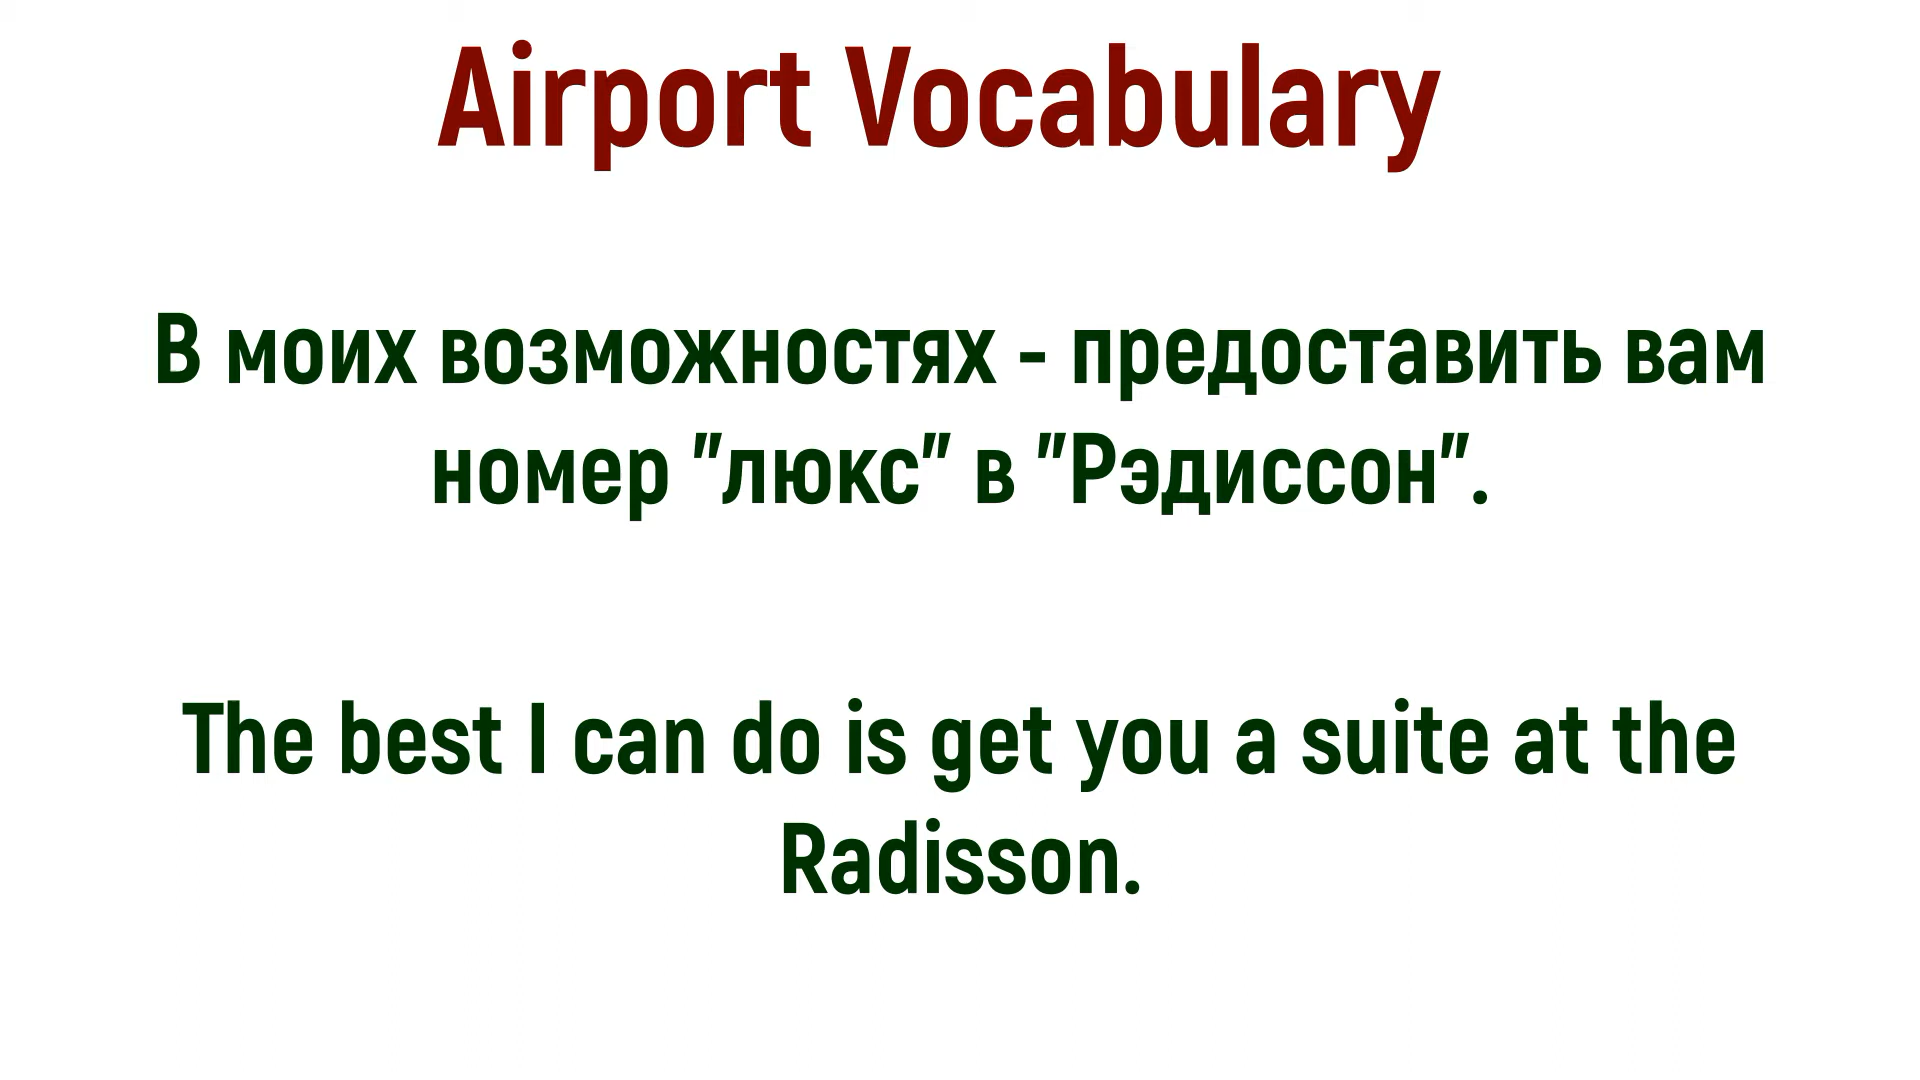 Airport Vocabulary
В моих возможностях - предоставить вам
номер "люкс" в "Рэдиссон".
The best I can do is get you a suite at the
Radisson.